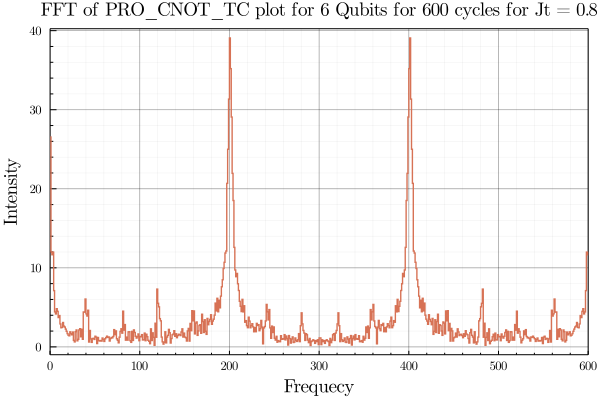 FFT of PRO_CNOT_TC plot for 6 Qubits for 600 cycles for Jt = 0.8
40
30
20
10
0
Intensity
0 100 200 300 400 500 600
Frequecy